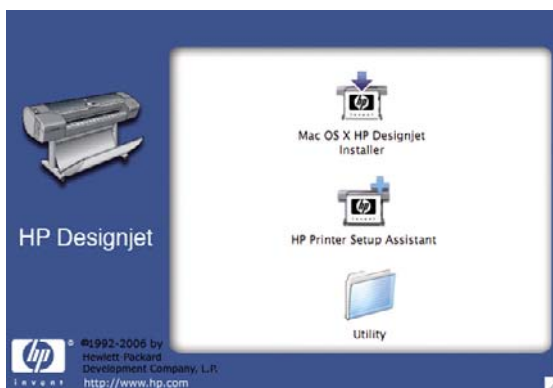 Mac OS X HP Designjet
Installer
HP Printer Setup Assistant
Utility
HP Designjet
hp
invent
®
©1992-2006 by
Hewlett-Packard
Development Company, L.P.
http://www.hp.com